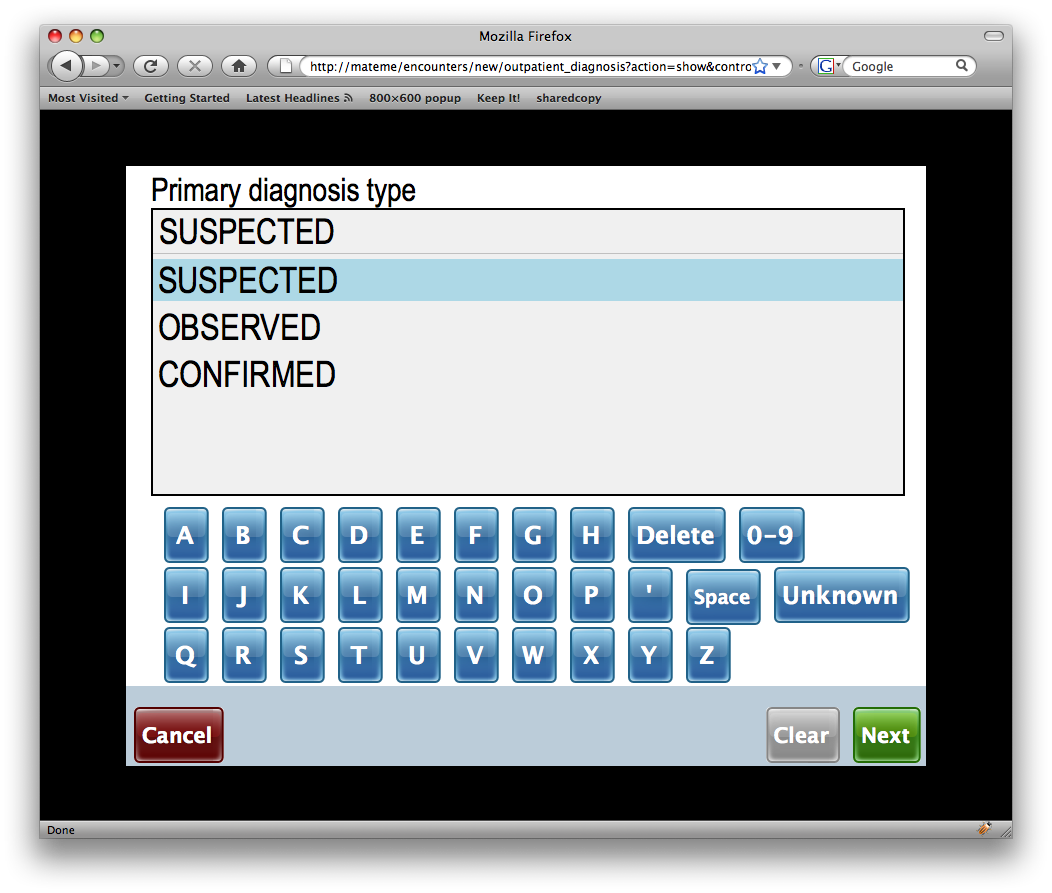 Mozilla Firefox
http://mateme/encounters/new/outpatient_diagnosis?action=show&contro
G Google
Most Visited Getting Started Latest Headlines 800×600 popup Keep It! sharedcopy
Primary diagnosis type
SUSPECTED
SUSPECTED
OBSERVED
CONFIRMED
A B C D E F G H Delete 0-9
I J K L M N O P ' Space Unknown
Q R S T U V W X Y Z
Cancel Clear Next
Done